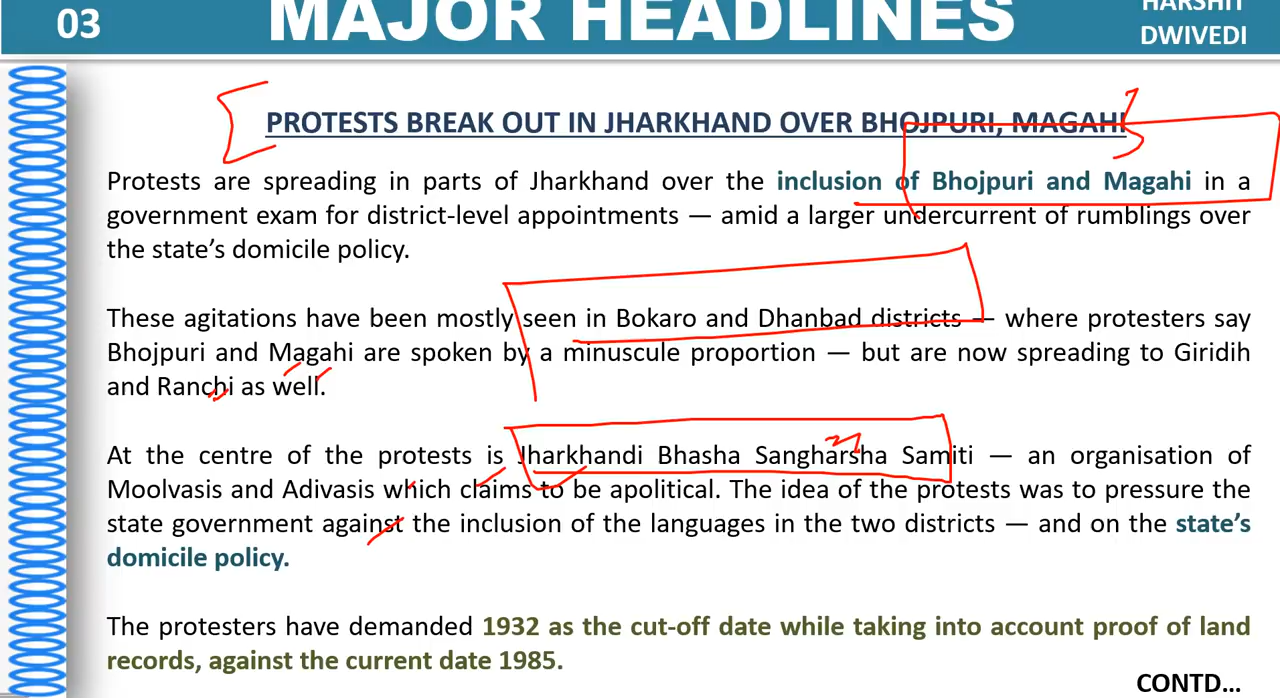 03
MAJOR HEADLINES
HARSHIT
DWIVEDI
PROTESTS BREAK OUT IN JHARKHAND OVER BHOJPURI, MAGAHI
Protests are spreading in parts of Jharkhand over the inclusion of Bhojpuri and Magahi in a
government exam for district-level appointments — amid a larger undercurrent of rumblings over
the state's domicile policy.
These agitations have been mostly seen in Bokaro and Dhanbad districts — where protesters say
Bhojpuri and Magahi are spoken by a minuscule proportion — but are now spreading to Giridih
and Ranchi as well.
At the centre of the protests is Jharkhandi Bhasha Sangharsha Samiti — an organisation of
Moolvasis and Adivasis which claims to be apolitical. The idea of the protests was to pressure the
state government against the inclusion of the languages in the two districts — and on the state's
domicile policy.
The protesters have demanded 1932 as the cut-off date while taking into account proof of land
records, against the current date 1985.
CONTD...